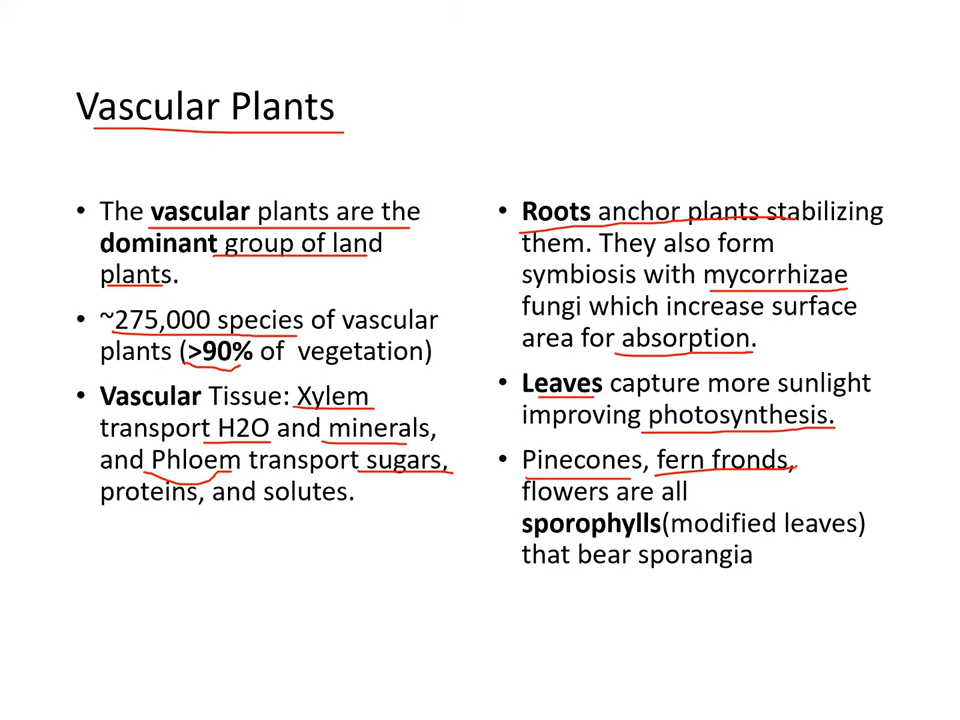 Vascular Plants
• The vascular plants are the
dominant group of land
plants.
• ~275,000 species of vascular
plants (>90% of  vegetation)
• Vascular Tissue: Xylem
transport H2O and minerals,
and Phloem transport sugars,
proteins, and solutes.
• Roots anchor plants stabilizing
them. They also form
symbiosis with mycorrhizae
fungi which increase surface
area for absorption.
• Leaves capture more sunlight
improving photosynthesis.
• Pinecones, fern fronds,
flowers are all
sporophylls(modified leaves)
that bear sporangia